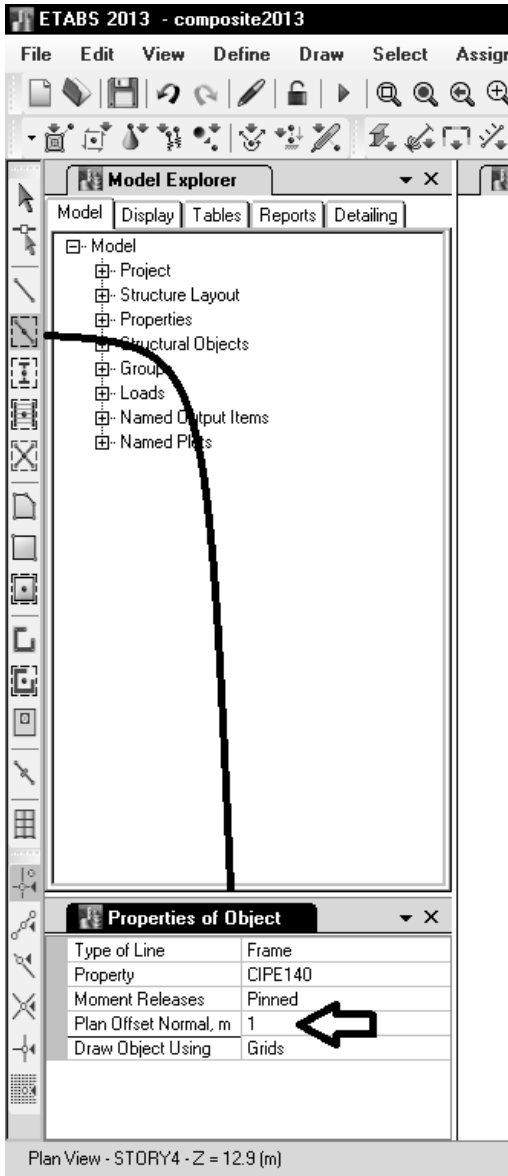 ETABS 2013 - composite2013
File Edit View Define Draw Select Assign
Model Explorer
Model Display Tables Reports Detailing
Model
Project
Structure Layout
Properties
Structural Objects
Group
Loads
Named Output Items
Named Plots
Properties of Object
Type of Line Frame
Property CIPE140
Moment Releases Pinned
Plan Offset Normal, m 1
Draw Object Using Grids
Plan View - STORY4 - Z = 12.9 (m)